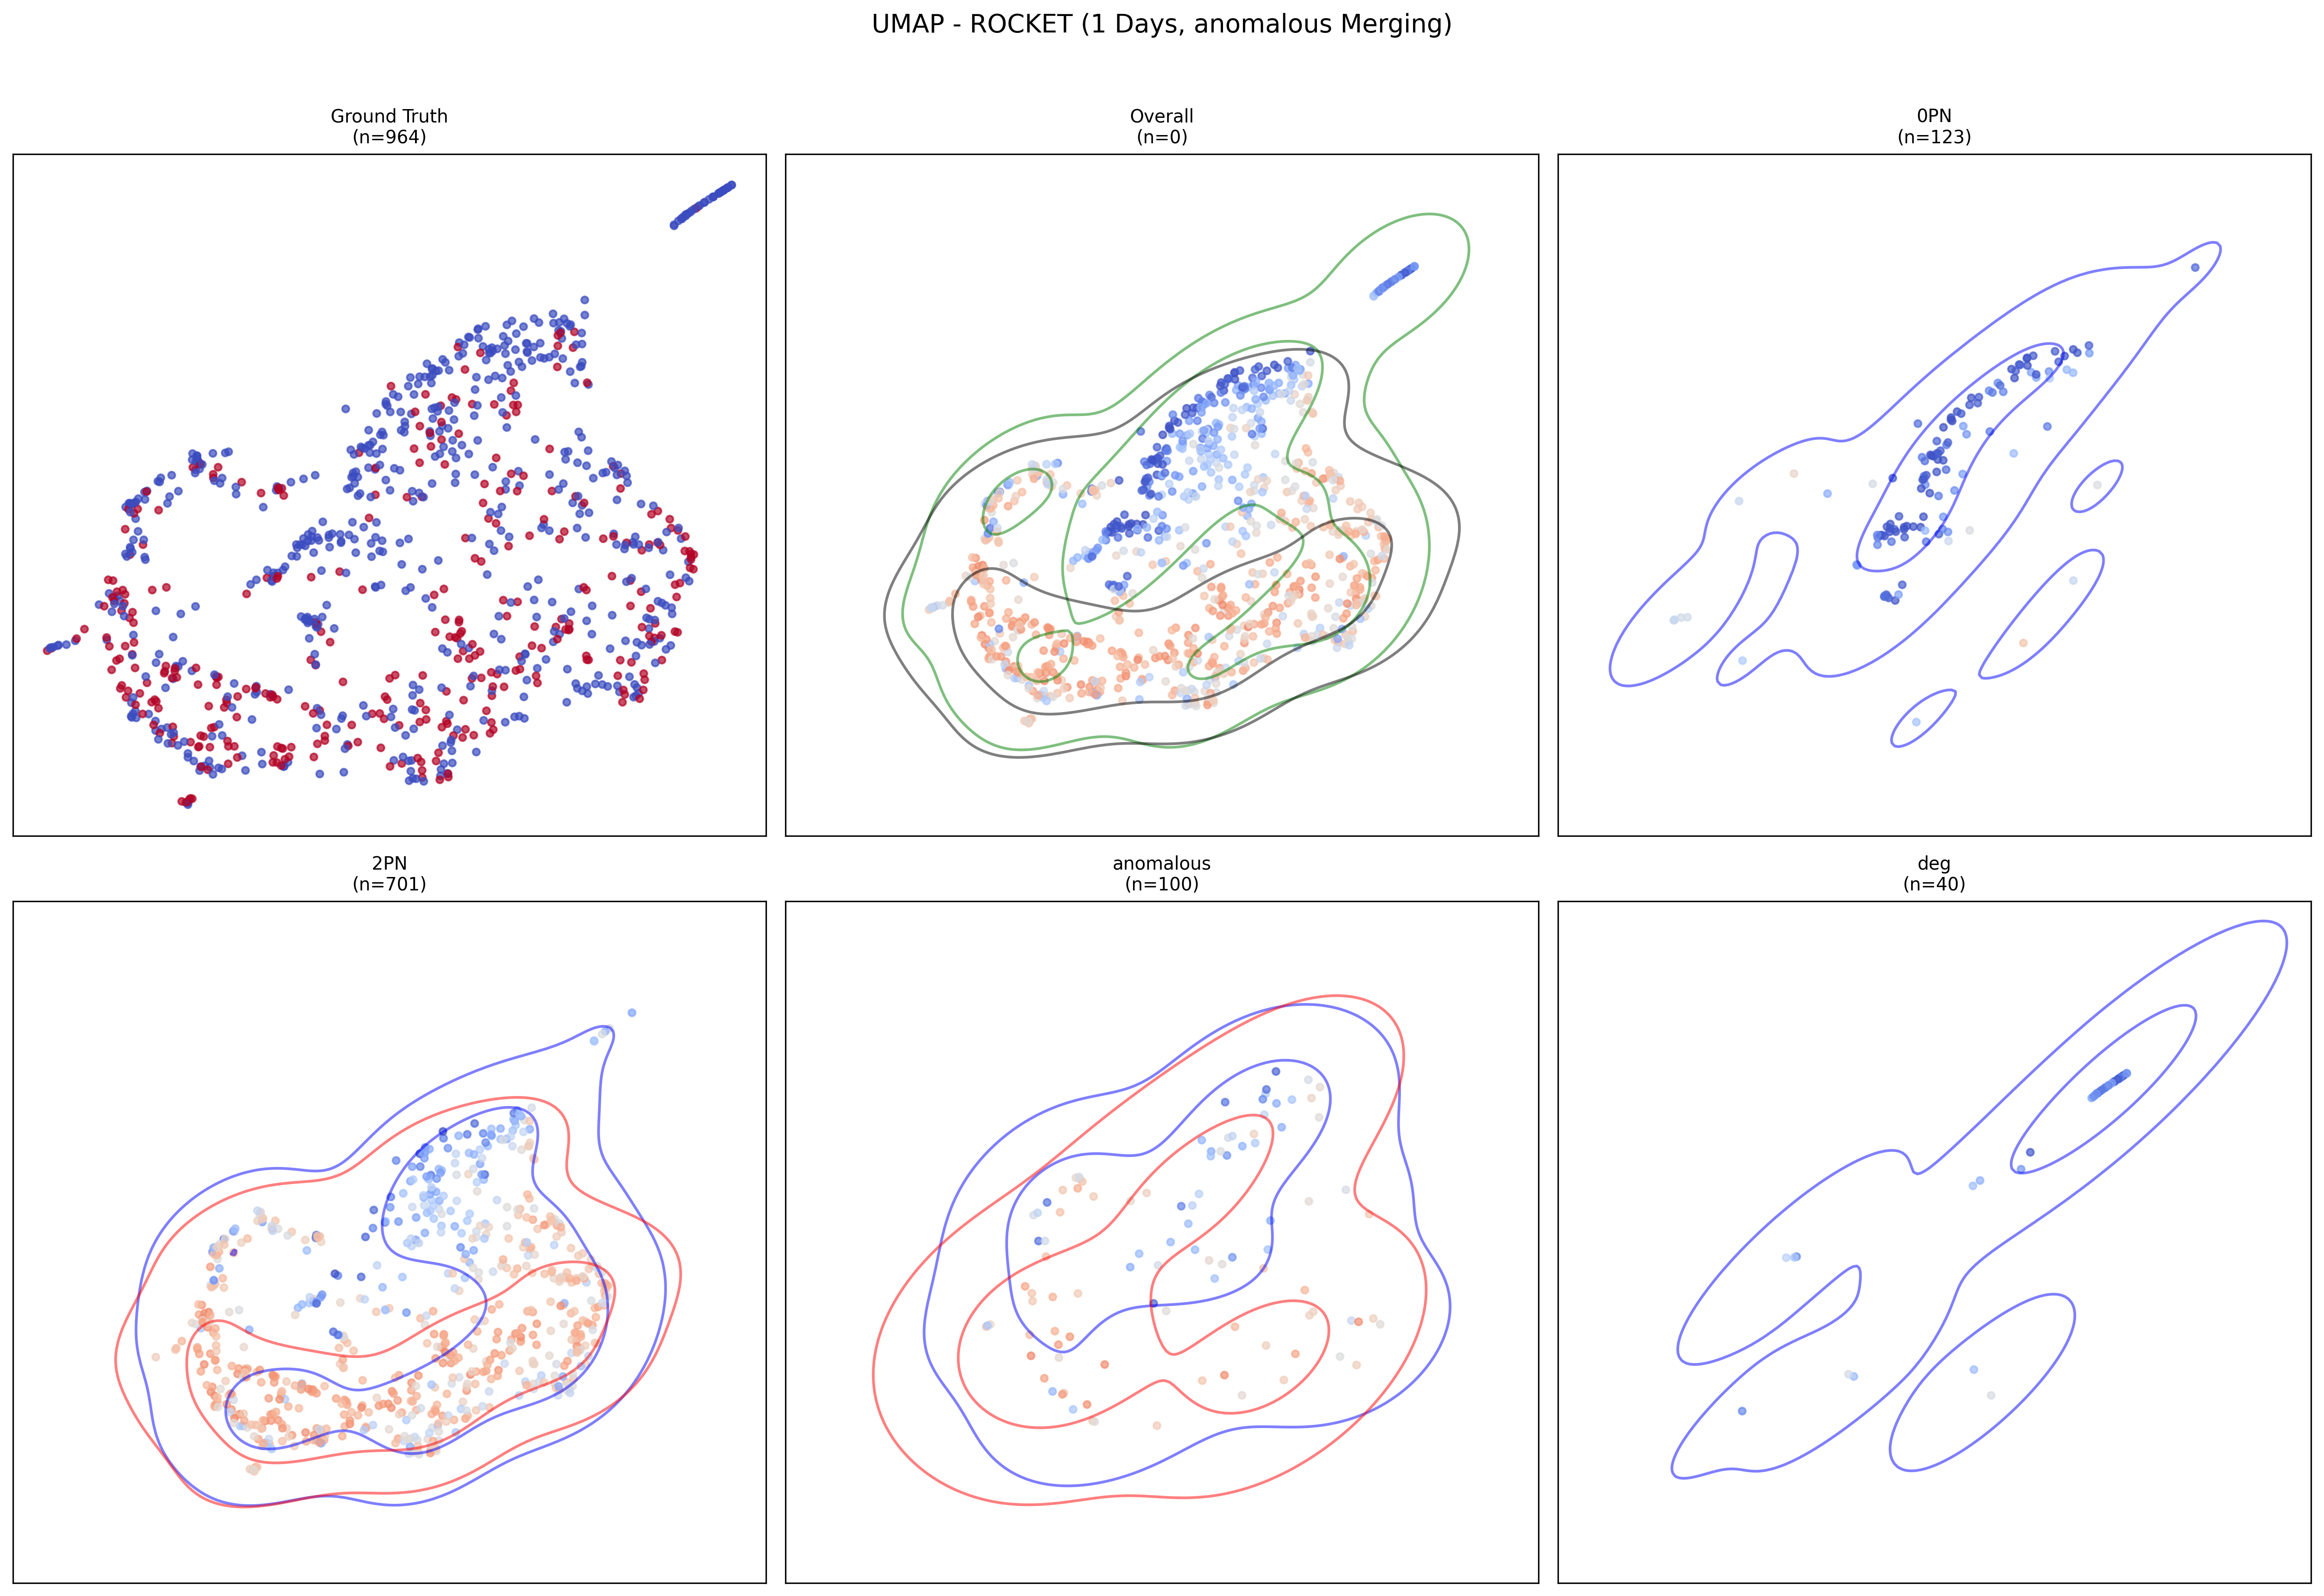 UMAP - ROCKET (1 Days, anomalous Merging)
Ground Truth
(n=964)
Overall
(n=0)
0PN
(n=123)
2PN
(n=701)
anomalous
(n=100)
deg
(n=40)